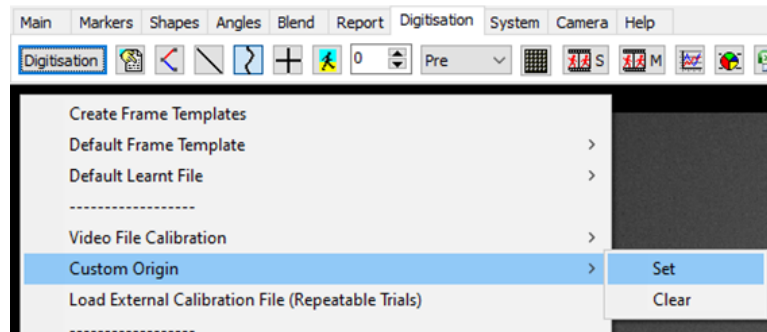 Main Markers Shapes Angles Blend Report Digitisation System Camera Help
Digitisation 0 Pre S M
Create Frame Templates
Default Frame Template
Default Learnt File
------------------
Video File Calibration
Custom Origin Set
Load External Calibration File (Repeatable Trials) Clear
------------------